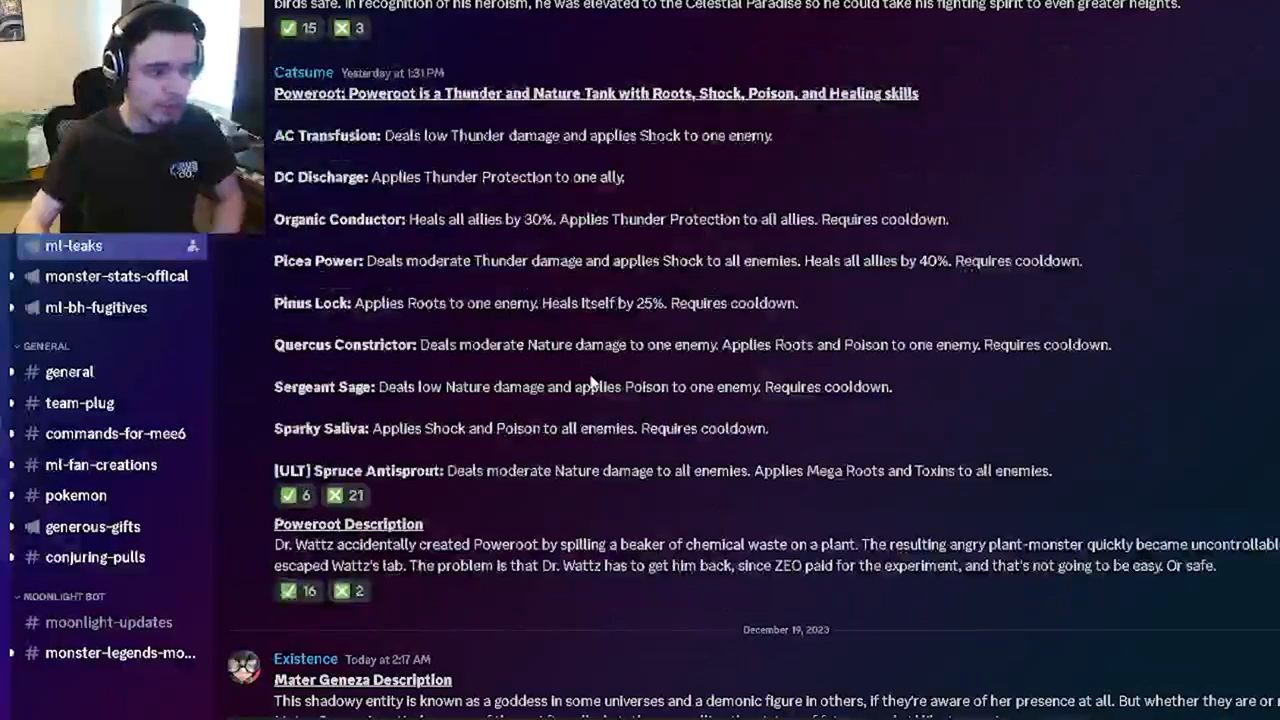 birds safe. In recognition of his heroism, he was elevated to the Celestial Paradise so he could take his fighting spirit to even greater heights.
15 3
Catsume Yesterday at 1:31 PM
Poweroot: Poweroot is a Thunder and Nature Tank with Roots, Shock, Poison, and Healing skills
AC Transfusion: Deals low Thunder damage and applies Shock to one enemy.
DC Discharge: Applies Thunder Protection to one ally.
Organic Conductor: Heals all allies by 30%. Applies Thunder Protection to all allies. Requires cooldown.
ml-leaks
Picea Power: Deals moderate Thunder damage and applies Shock to all enemies. Heals all allies by 40%. Requires cooldown.
monster-stats-offical
Pinus Lock: Applies Roots to one enemy. Heals Itself by 25%. Requires cooldown.
ml-bh-fugitives
GENERAL
Quercus Constrictor: Deals moderate Nature damage to one enemy. Applies Roots and Poison to one enemy. Requires cooldown.
general
Sergeant Sage: Deals low Nature damage and applies Poison to one enemy. Requires cooldown.
team-plug
Sparky Saliva: Applies Shock and Poison to all enemies. Requires cooldown.
commands-for-mee6
ml-fan-creations
[ULT] Spruce Antisprout: Deals moderate Nature damage to all enemies. Applies Mega Roots and Toxins to all enemies.
pokemon
6 21
generous-gifts
Poweroot Description
Dr. Wattz accidentally created Poweroot by spilling a beaker of chemical waste on a plant. The resulting angry plant-monster quickly became uncontrollabl
conjuring-pulls
escaped Wattz's lab. The problem is that Dr. Wattz has to get him back, since ZEO paid for the experiment, and that's not going to be easy. Or safe.
16 2
MOONLIGHT BOT
moonlight-updates
December 19, 2023
monster-legends-mo...
Existence Today at 2:17 AM
Mater Geneza Description
This shadowy entity is known as a goddess in some universes and a demonic figure in others, if they're aware of her presence at all. But whether they are or